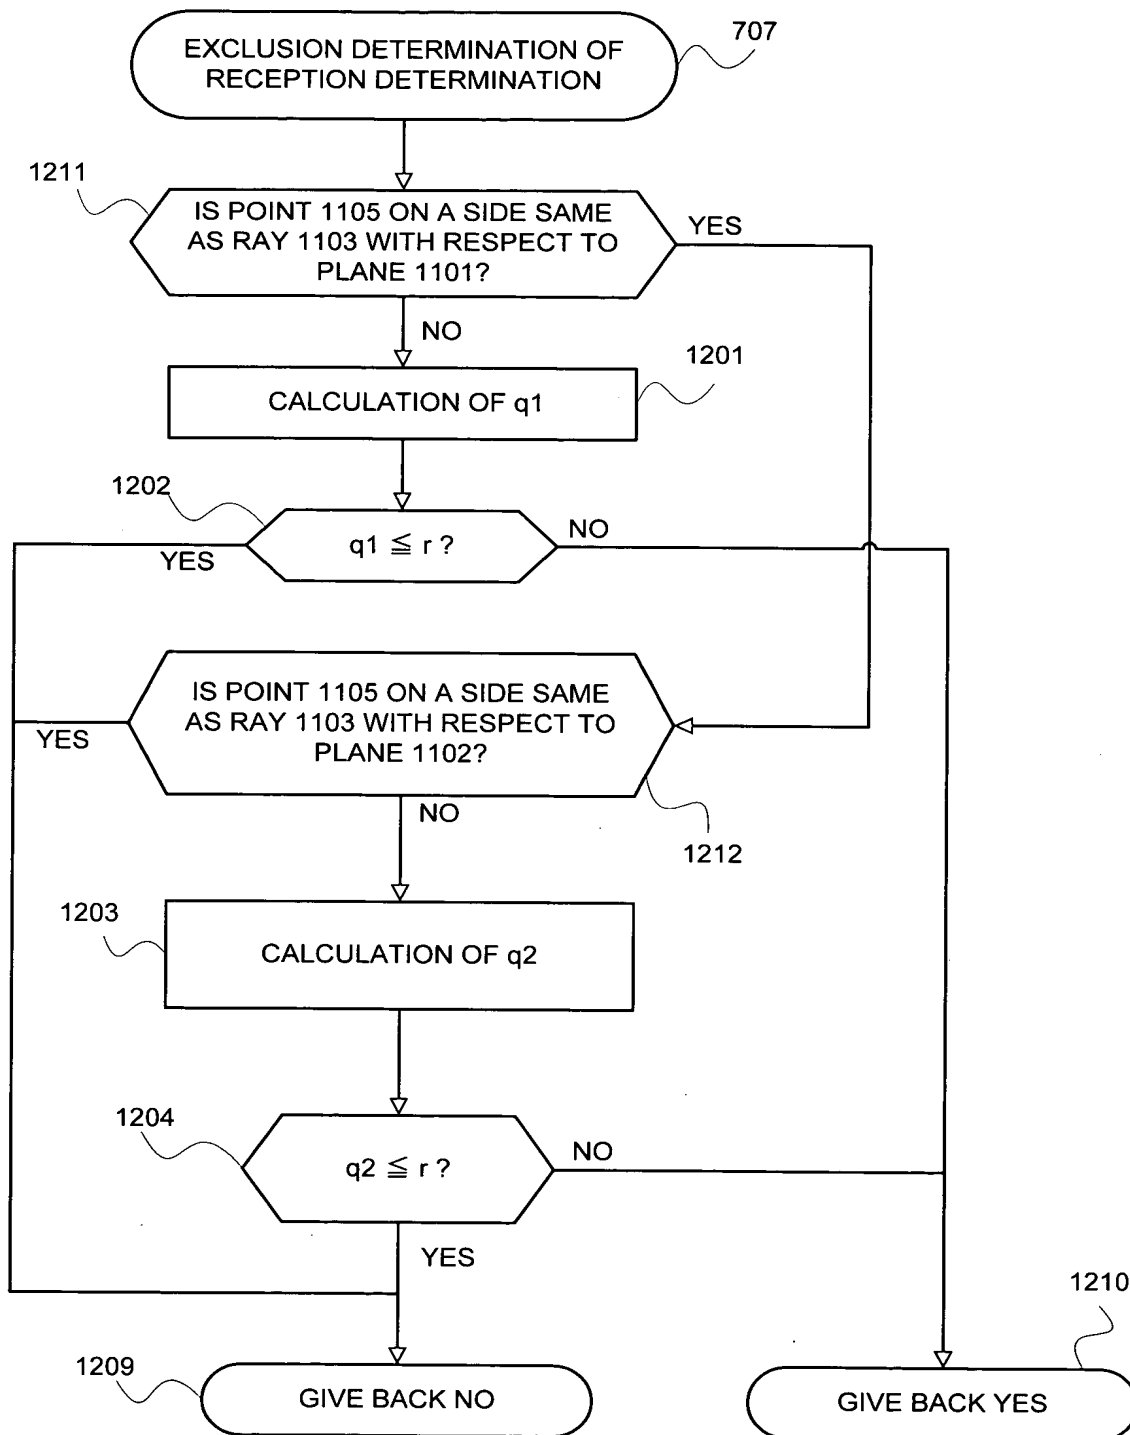 EXCLUSION DETERMINATION OF
RECEPTION DETERMINATION
707
1211
IS POINT 1105 ON A SIDE SAME
AS RAY 1103 WITH RESPECT TO
PLANE 1101?
YES
NO
1201
CALCULATION OF q1
1202
q1 ≦ r ?
NO
YES
IS POINT 1105 ON A SIDE SAME
AS RAY 1103 WITH RESPECT TO
PLANE 1102?
YES
NO
1212
1203
CALCULATION OF q2
1204
q2 ≦ r ?
NO
YES
1210
1209
GIVE BACK NO
GIVE BACK YES